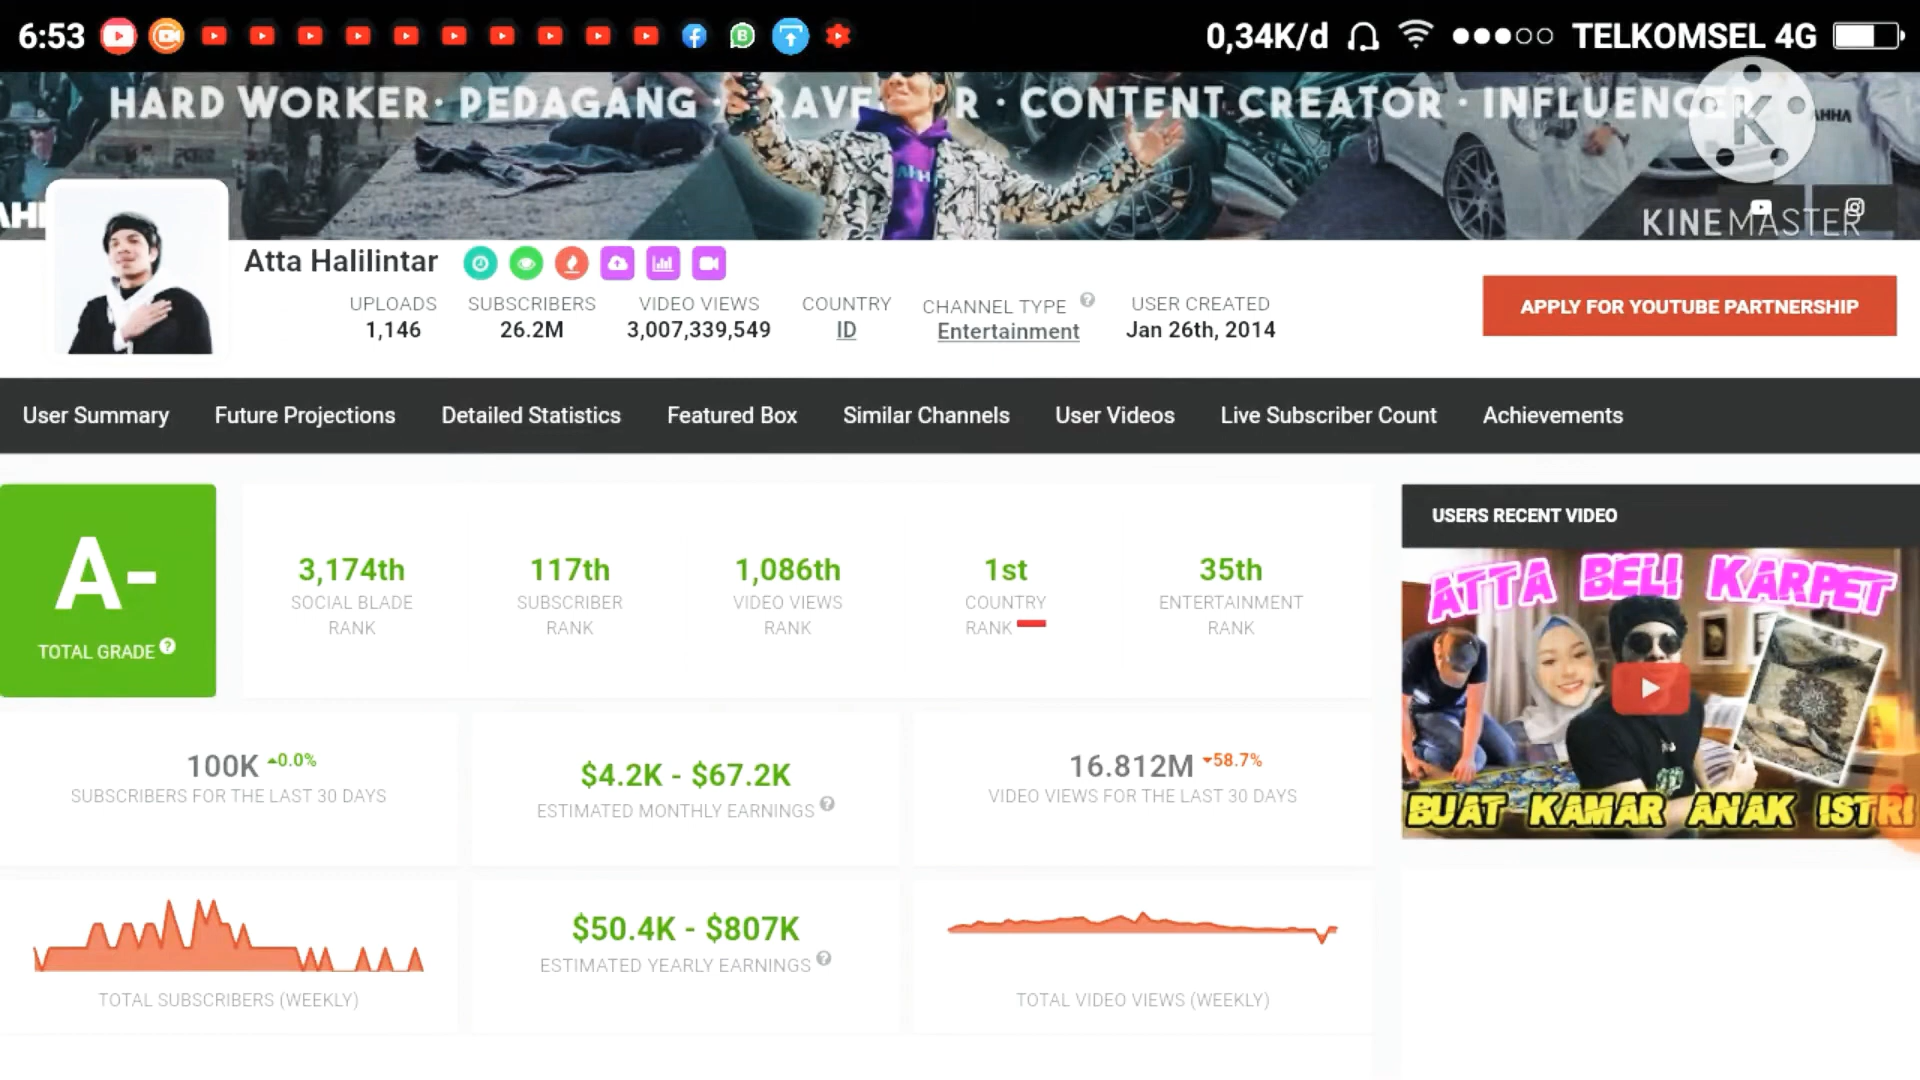 6:53
0,34K/d
TELKOMSEL 4G
HARD WORKER · PEDAGANG · CONTENT CREATOR · INFLUENCER
AHHA
AHHA
K
KINEMASTER
Atta Halilintar
UPLOADS
1,146
SUBSCRIBERS
26.2M
VIDEO VIEWS
3,007,339,549
COUNTRY
ID
CHANNEL TYPE
Entertainment
USER CREATED
Jan 26th, 2014
APPLY FOR YOUTUBE PARTNERSHIP
User Summary Future Projections Detailed Statistics Featured Box Similar Channels User Videos Live Subscriber Count Achievements
A-
TOTAL GRADE
3,174th
SOCIAL BLADE
RANK
117th
SUBSCRIBER
RANK
1,086th
VIDEO VIEWS
RANK
1st
COUNTRY
RANK
35th
ENTERTAINMENT
RANK
USERS RECENT VIDEO
ATTA BELI KARPET
BUAT KAMAR ANAK ISTRI
100K 0.0%
SUBSCRIBERS FOR THE LAST 30 DAYS
$4.2K - $67.2K
ESTIMATED MONTHLY EARNINGS
16.812M 58.7%
VIDEO VIEWS FOR THE LAST 30 DAYS
TOTAL SUBSCRIBERS (WEEKLY)
$50.4K - $807K
ESTIMATED YEARLY EARNINGS
TOTAL VIDEO VIEWS (WEEKLY)